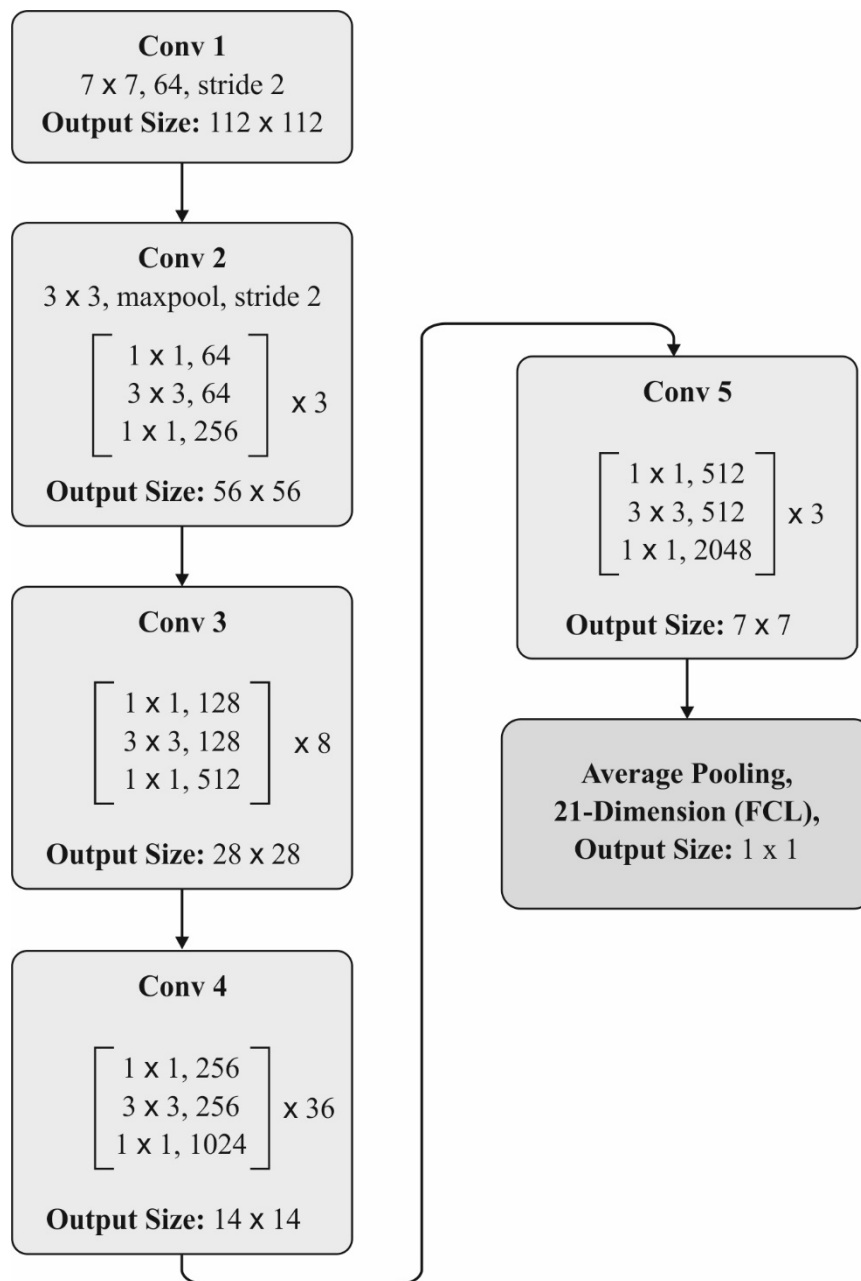 Conv 1
7 x 7, 64, stride 2
Output Size: 112 x 112
Conv 2
3 x 3, maxpool, stride 2
1 x 1, 64
3 x 3, 64
1 x 1, 256
x 3
Output Size: 56 x 56
Conv 3
1 x 1, 128
3 x 3, 128
1 x 1, 512
x 8
Output Size: 28 x 28
Conv 4
1 x 1, 256
3 x 3, 256
1 x 1, 1024
x 36
Output Size: 14 x 14
Conv 5
1 x 1, 512
3 x 3, 512
1 x 1, 2048
x 3
Output Size: 7 x 7
Average Pooling,
21-Dimension (FCL),
Output Size: 1 x 1